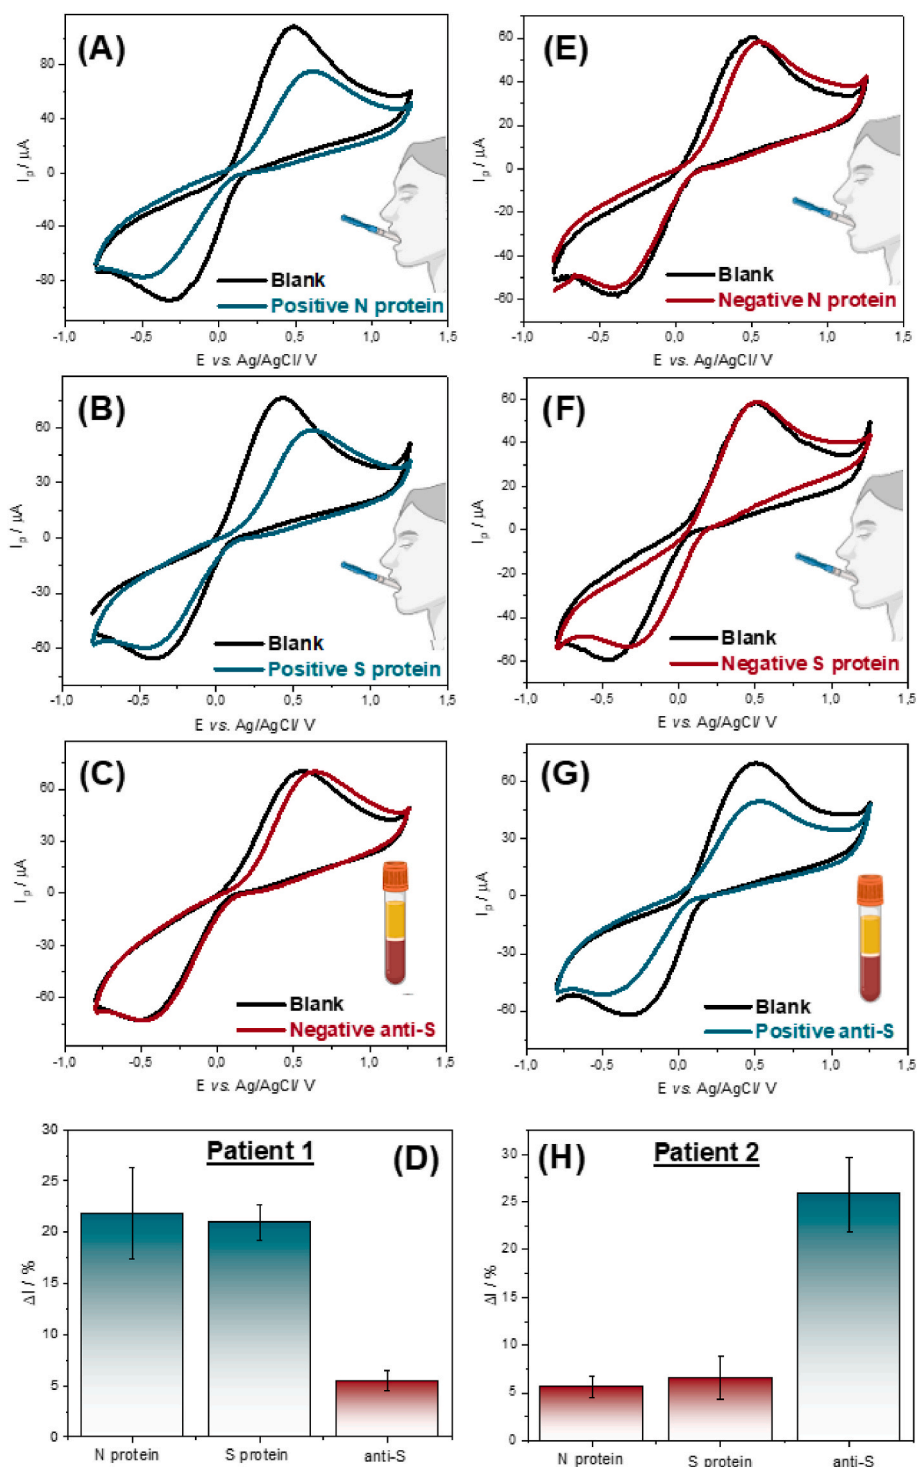 (A)
80
40
0
-40
-80
Ip / µA
Blank
Positive N protein
-1,0 -0,5 0,0 0,5 1,0 1,5
E vs. Ag/AgCl/ V
(E)
60
40
20
0
-20
-40
-60
Ip / µA
Blank
Negative N protein
-1,0 -0,5 0,0 0,5 1,0 1,5
E vs. Ag/AgCl/ V
(B)
60
30
0
-30
-60
Ip / µA
Blank
Positive S protein
-1,0 -0,5 0,0 0,5 1,0 1,5
E vs. Ag/AgCl/ V
(F)
60
40
20
0
-20
-40
-60
Ip / µA
Blank
Negative S protein
-1,0 -0,5 0,0 0,5 1,0 1,5
E vs. Ag/AgCl/ V
(C)
60
30
0
-30
-60
Ip / µA
Blank
Negative anti-S
-1,0 -0,5 0,0 0,5 1,0 1,5
E vs. Ag/AgCl/ V
(G)
60
30
0
-30
-60
Ip / µA
Blank
Positive anti-S
-1,0 -0,5 0,0 0,5 1,0 1,5
E vs. Ag/AgCl/ V
Patient 1
(D)
30
25
20
15
10
5
0
ΔI / %
N protein S protein anti-S
(H)
Patient 2
30
25
20
15
10
5
0
ΔI / %
N protein S protein anti-S